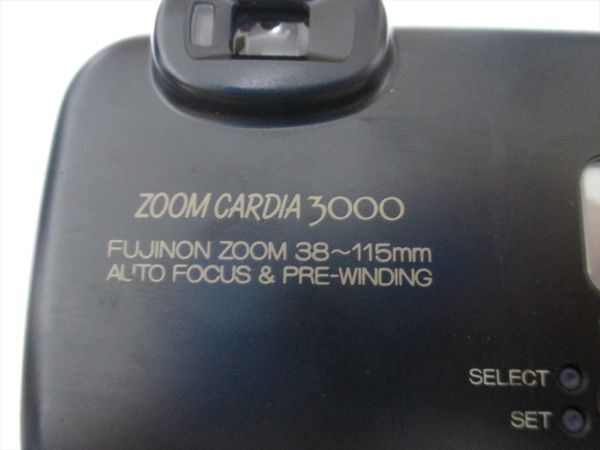 ZOOM CARDIA 3000
FUJINON ZOOM 38~115mm
AUTO FOCUS & PRE-WINDING
SELECT
SET